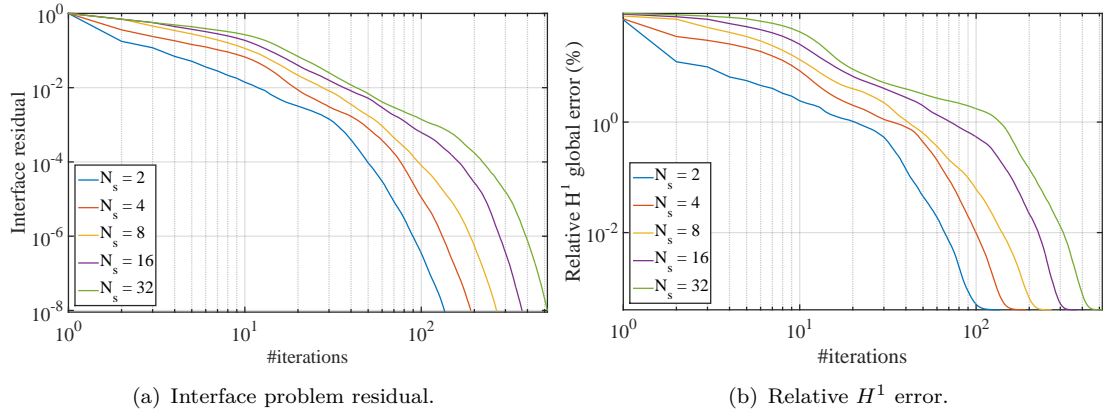 10^0
10^-2
10^-4
10^-6
10^-8
Interface residual
N_s = 2
N_s = 4
N_s = 8
N_s = 16
N_s = 32
10^0
10^1
10^2
#iterations
(a) Interface problem residual.
10^0
10^-2
Relative H^1 global error (%)
N_s = 2
N_s = 4
N_s = 8
N_s = 16
N_s = 32
10^0
10^1
10^2
#iterations
(b) Relative H^1 error.